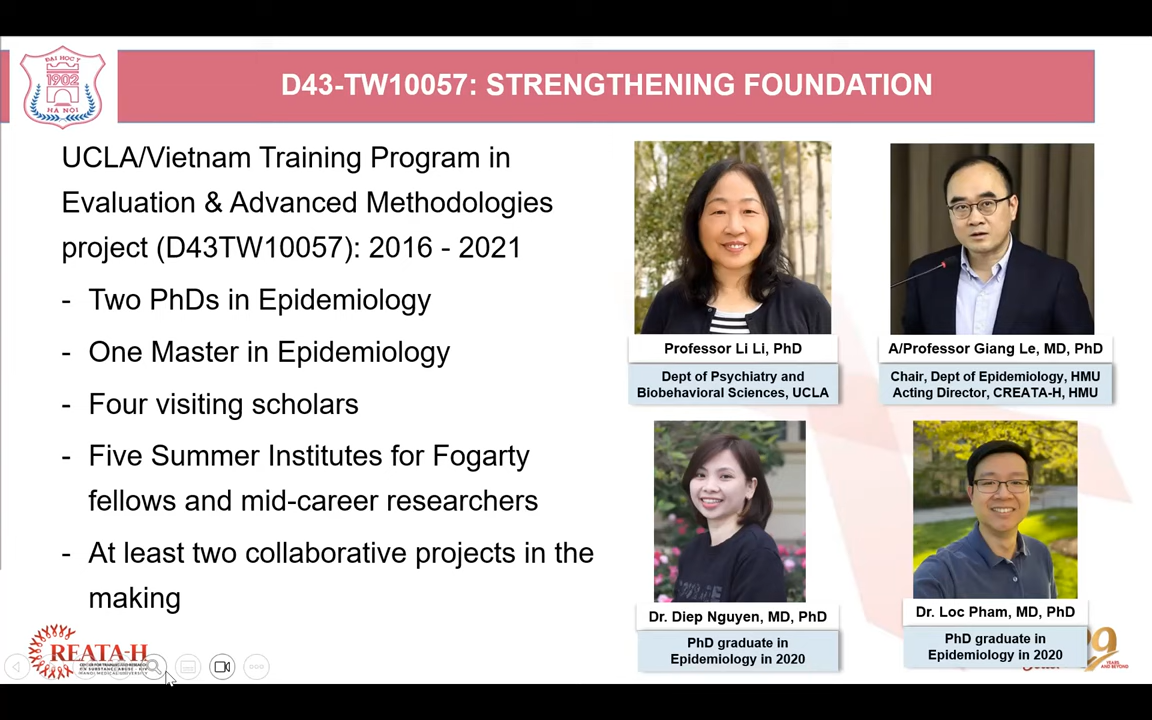 ĐẠI HỌC Y
1902
HÀ NỘI
D43-TW10057: STRENGTHENING FOUNDATION
UCLA/Vietnam Training Program in
Evaluation & Advanced Methodologies
project (D43TW10057): 2016 - 2021
- Two PhDs in Epidemiology
- One Master in Epidemiology
- Four visiting scholars
- Five Summer Institutes for Fogarty
fellows and mid-career researchers
- At least two collaborative projects in the
making
Professor Li Li, PhD
Dept of Psychiatry and
Biobehavioral Sciences, UCLA
A/Professor Giang Le, MD, PhD
Chair, Dept of Epidemiology, HMU
Acting Director, CREATA-H, HMU
Dr. Diep Nguyen, MD, PhD
PhD graduate in
Epidemiology in 2020
Dr. Loc Pham, MD, PhD
PhD graduate in
Epidemiology in 2020
REATA-H
YEARS
AND BEYOND